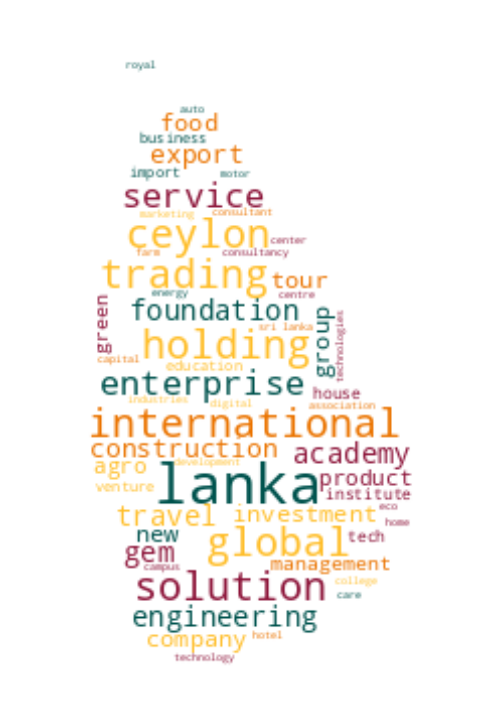 royal
auto
food
business
export
import motor
service
marketing consultant
ceylon center
farm consultancy
trading tour
energy centre
foundation
green group technologies
sri lanka
holding
capital education
enterprise house
industries digital association
international
construction academy
agro development
lanka product
venture institute
travel investment eco
home
new global tech
gem management
campus
solution college
care
engineering
company hotel
technology